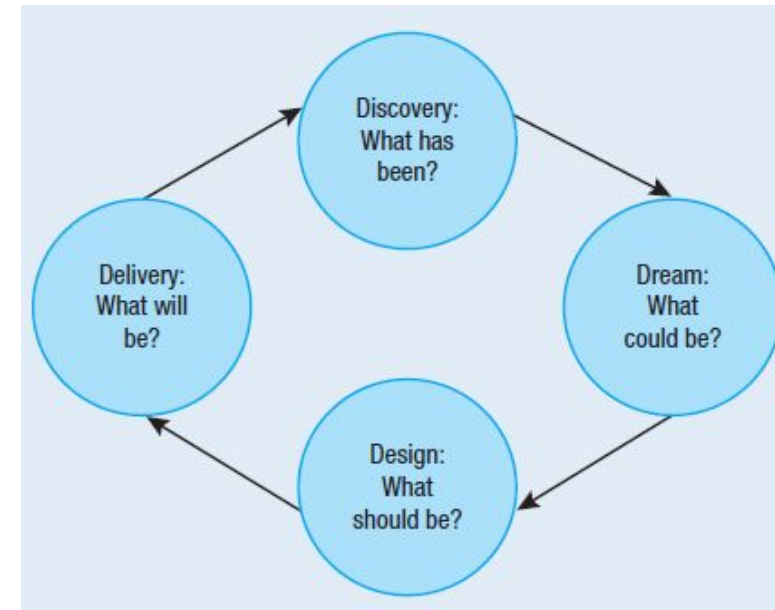 Discovery:
What has
been?
Dream:
What
could be?
Design:
What
should be?
Delivery:
What will
be?